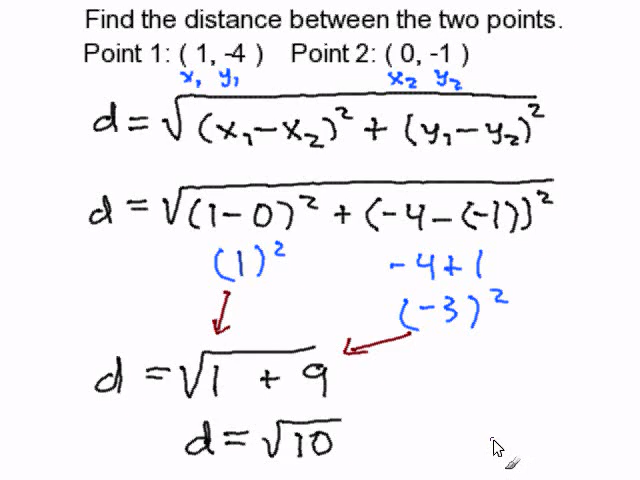 Find the distance between the two points.
Point 1: ( 1, -4 ) Point 2: ( 0, -1 )
x₁ y₁ x₂ y₂
d = √(x₁ - x₂)² + (y₁ - y₂)²
d = √(1 - 0)² + (-4 - (-1))²
(1)² -4 + 1
(-3)²
d = √1 + 9
d = √10